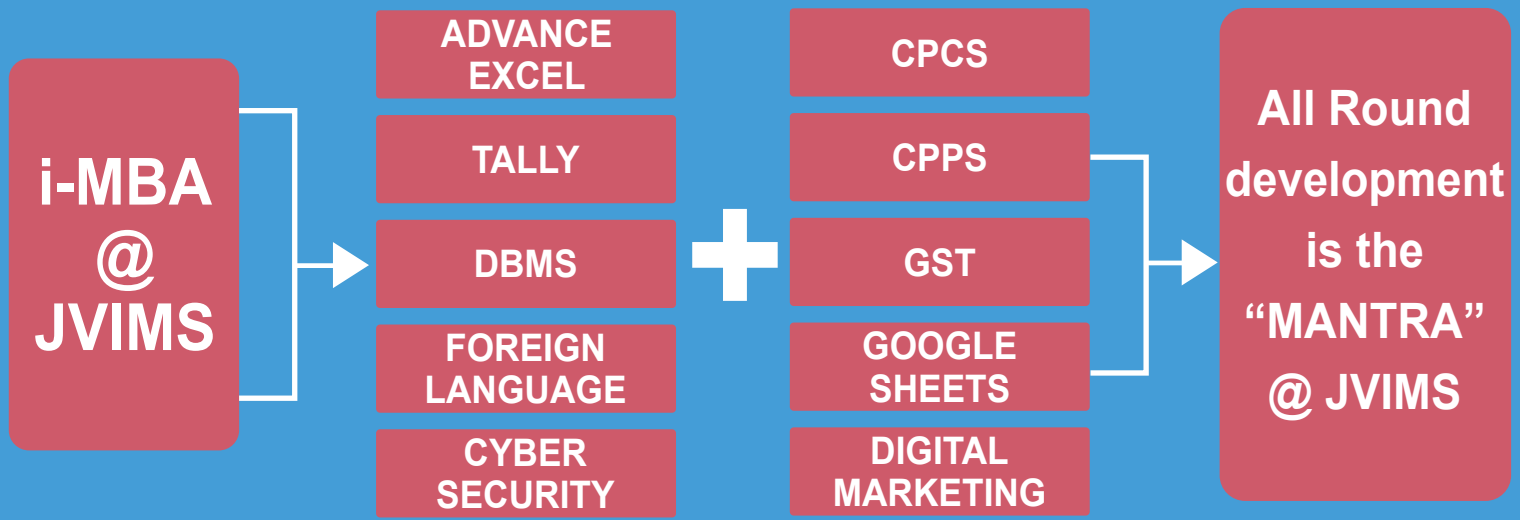 i-MBA
@
JVIMS
ADVANCE
EXCEL
TALLY
DBMS
FOREIGN
LANGUAGE
CYBER
SECURITY
CPCS
CPPS
GST
GOOGLE
SHEETS
DIGITAL
MARKETING
All Round
development
is the
“MANTRA”
@ JVIMS